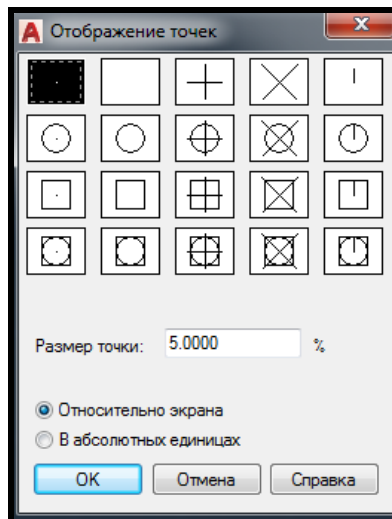 Отображение точек
Размер точки: 5.0000 %
Относительно экрана
В абсолютных единицах
OK Отмена Справка